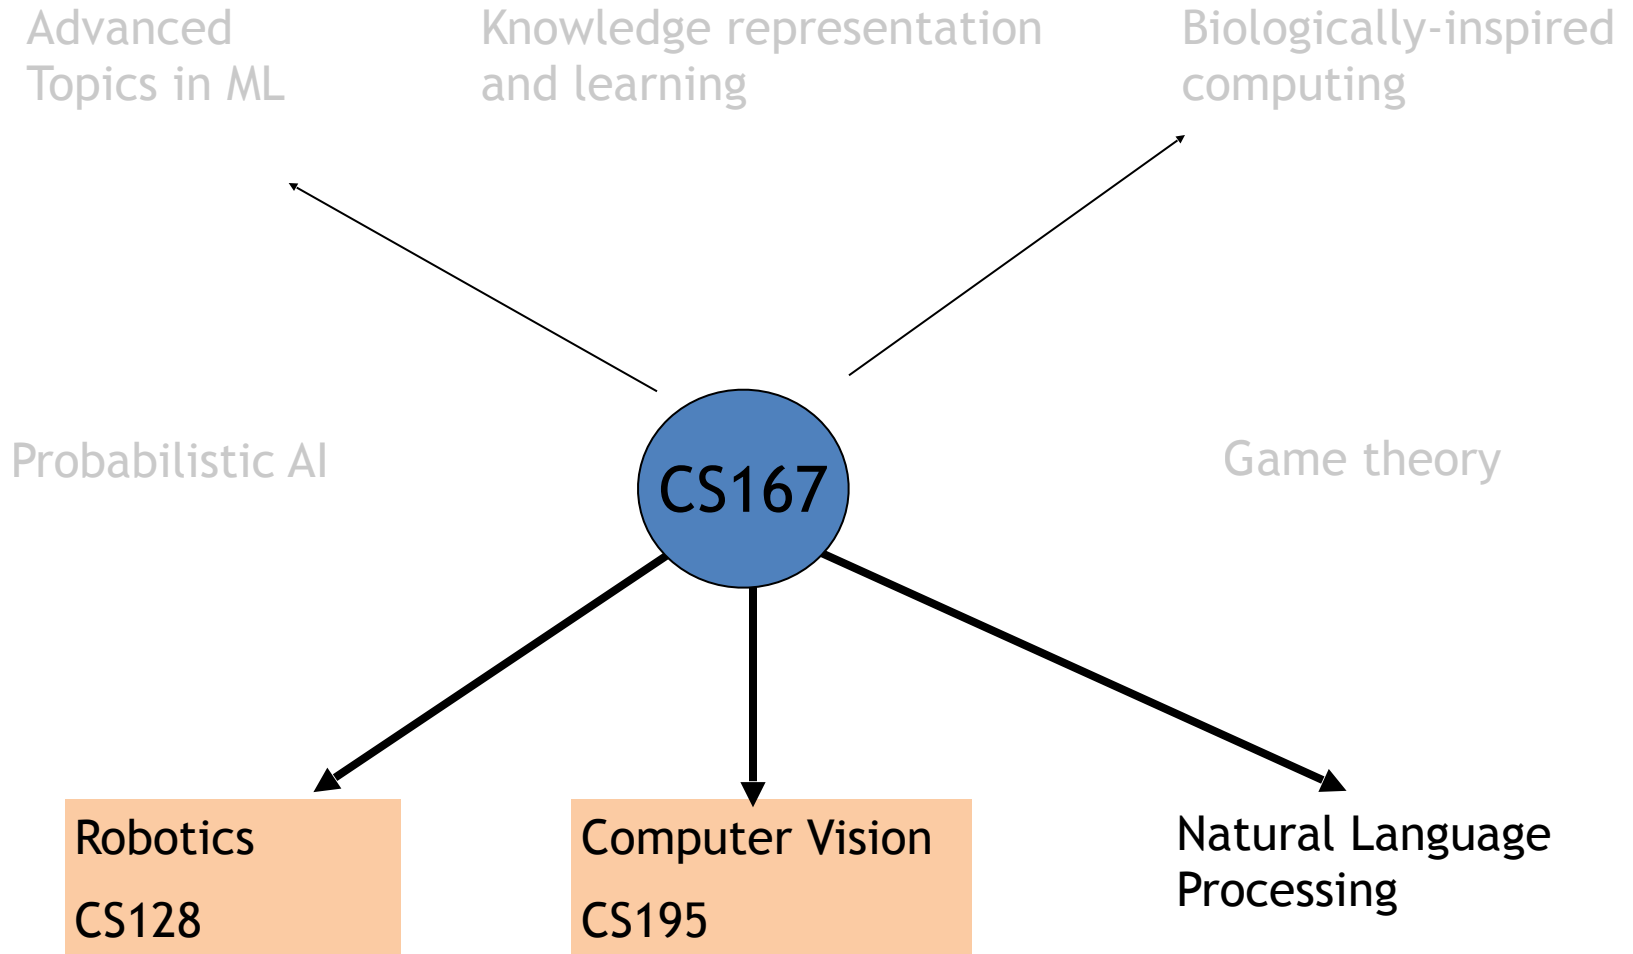 Advanced
Topics in ML
Knowledge representation
and learning
Biologically-inspired
computing
Probabilistic AI
CS167
Game theory
Robotics
CS128
Computer Vision
CS195
Natural Language
Processing